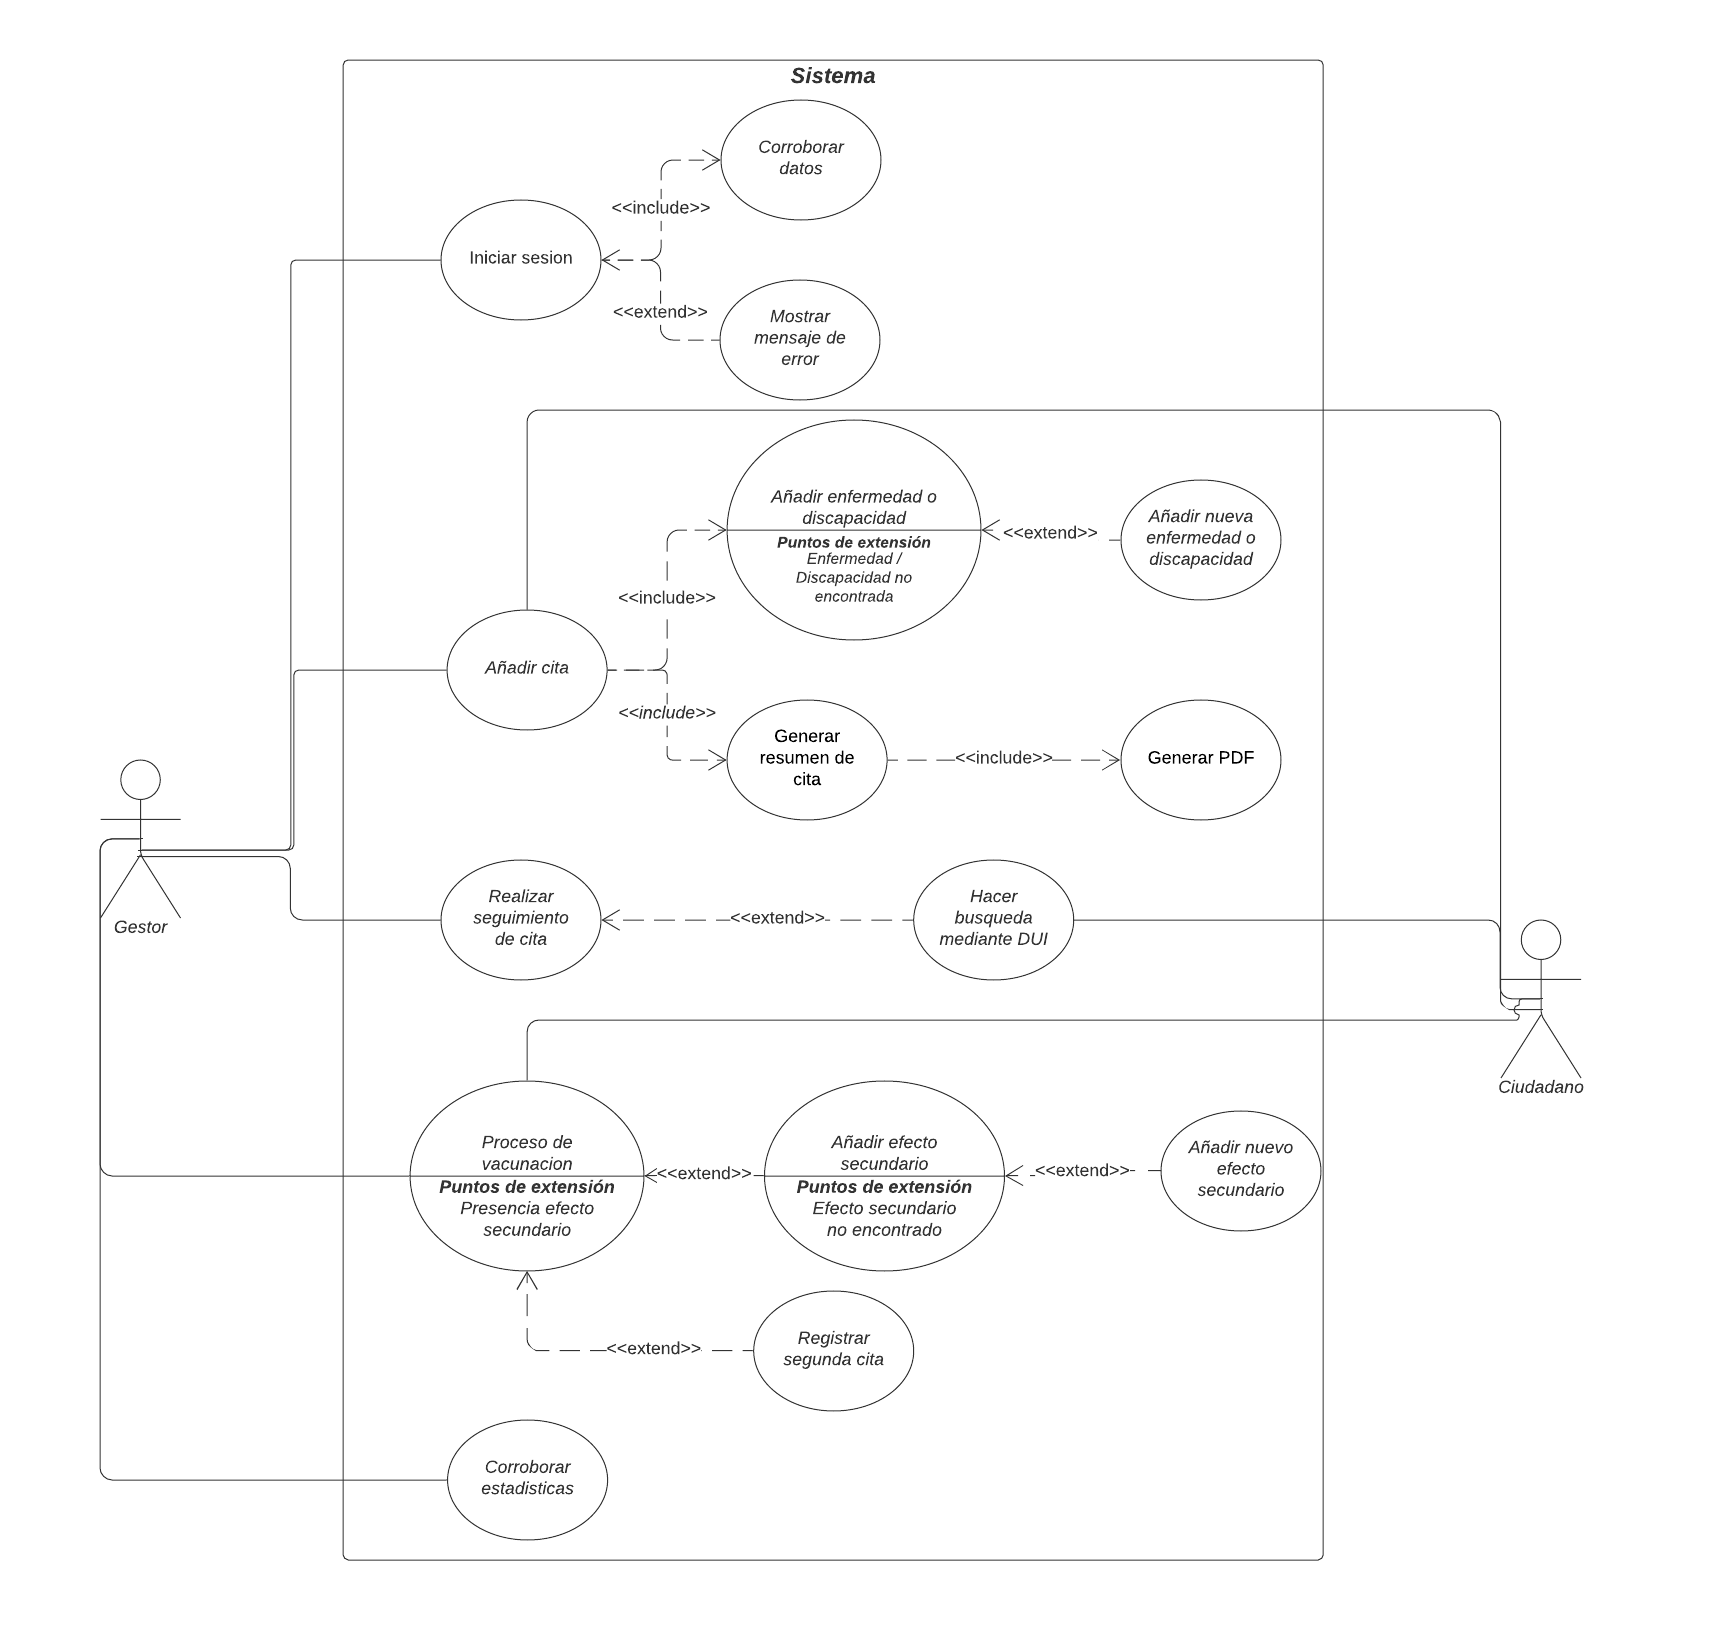 Sistema
Corroborar
datos
<<include>>
Iniciar sesion
<<extend>>
Mostrar
mensaje de
error
Añadir enfermedad o
discapacidad
Puntos de extensión
Enfermedad /
Discapacidad no
encontrada
<<extend>>
Añadir nueva
enfermedad o
discapacidad
<<include>>
Añadir cita
<<include>>
Generar
resumen de
cita
<<include>>
Generar PDF
Gestor
Realizar
seguimiento
de cita
<<extend>>
Hacer
busqueda
mediante DUI
Ciudadano
Proceso de
vacunacion
Puntos de extensión
Presencia efecto
secundario
<<extend>>
Añadir efecto
secundario
Puntos de extensión
Efecto secundario
no encontrado
<<extend>>
Añadir nuevo
efecto
secundario
<<extend>>
Registrar
segunda cita
Corroborar
estadisticas